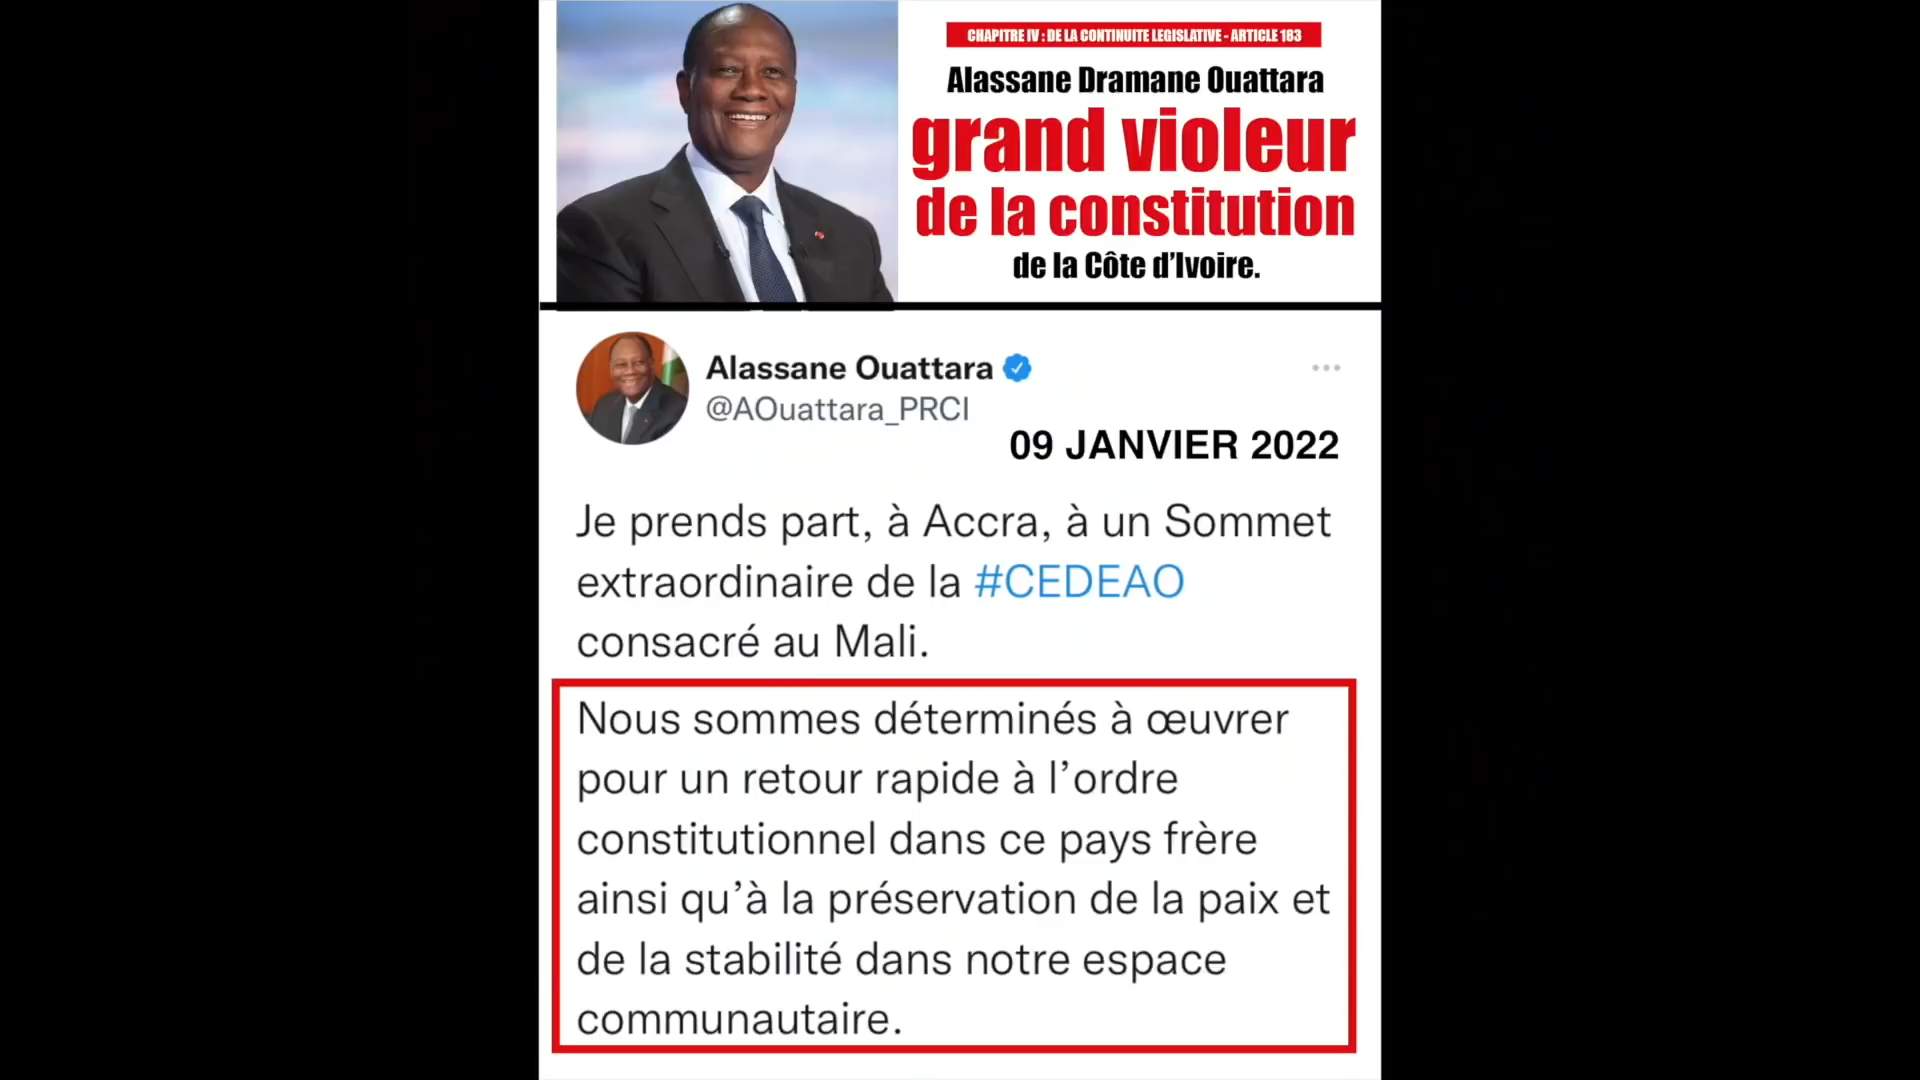 CHAPITRE IV : DE LA CONTINUITE LEGISLATIVE - ARTICLE 183
Alassane Dramane Ouattara
grand violeur
de la constitution
de la Côte d’Ivoire.
Alassane Ouattara
@AOuattara_PRCI
09 JANVIER 2022
Je prends part, à Accra, à un Sommet
extraordinaire de la #CEDEAO
consacré au Mali.
Nous sommes déterminés à œuvrer
pour un retour rapide à l’ordre
constitutionnel dans ce pays frère
ainsi qu’à la préservation de la paix et
de la stabilité dans notre espace
communautaire.